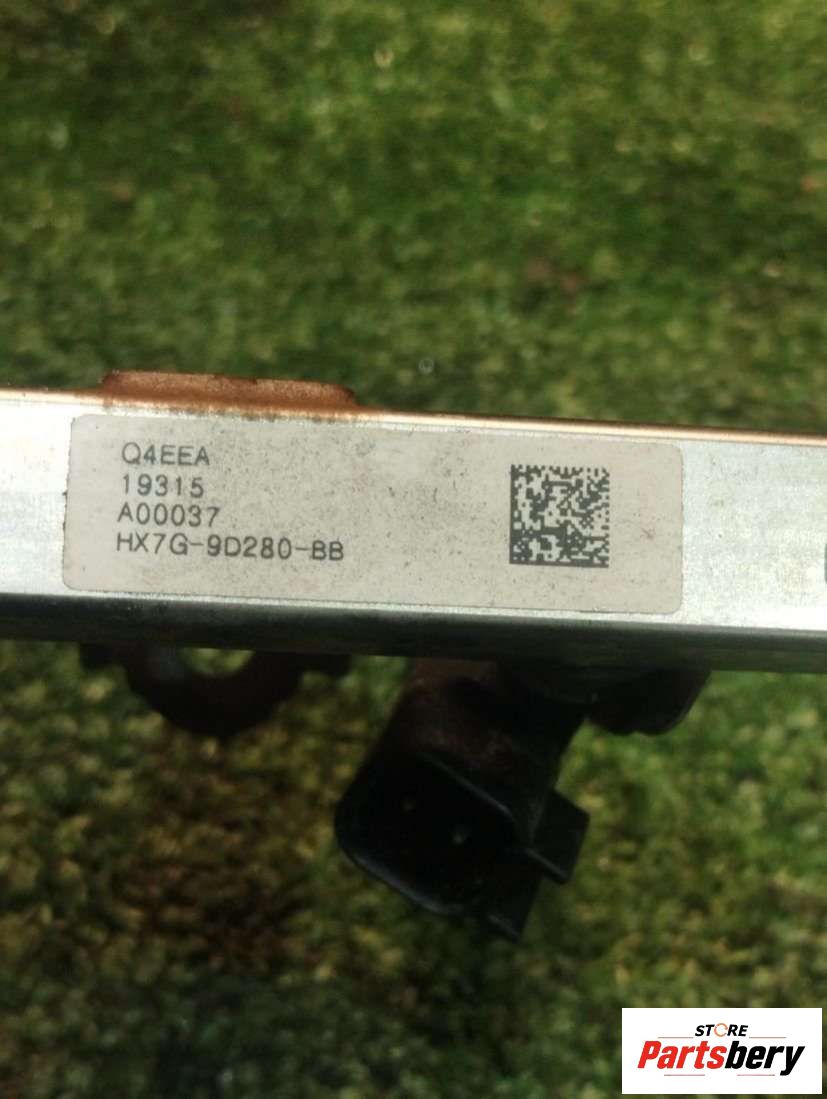 Q4EEA
19315
A00037
HX7G-9D280-BB
STORE
Partsbery